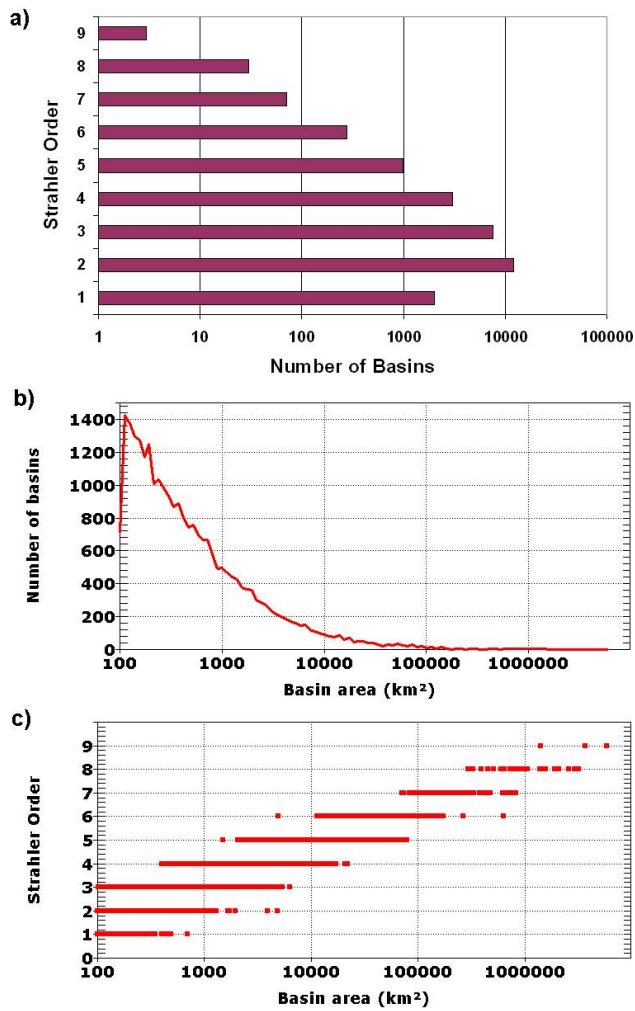 a)
9
8
7
6
5
4
3
2
1
Strahler Order
1 10 100 1000 10000 100000
Number of Basins
b)
1400
1200
1000
800
600
400
200
0
Number of basins
100 1000 10000 100000 1000000
Basin area (km²)
c)
9
8
7
6
5
4
3
2
1
0
Strahler Order
100 1000 10000 100000 1000000
Basin area (km²)